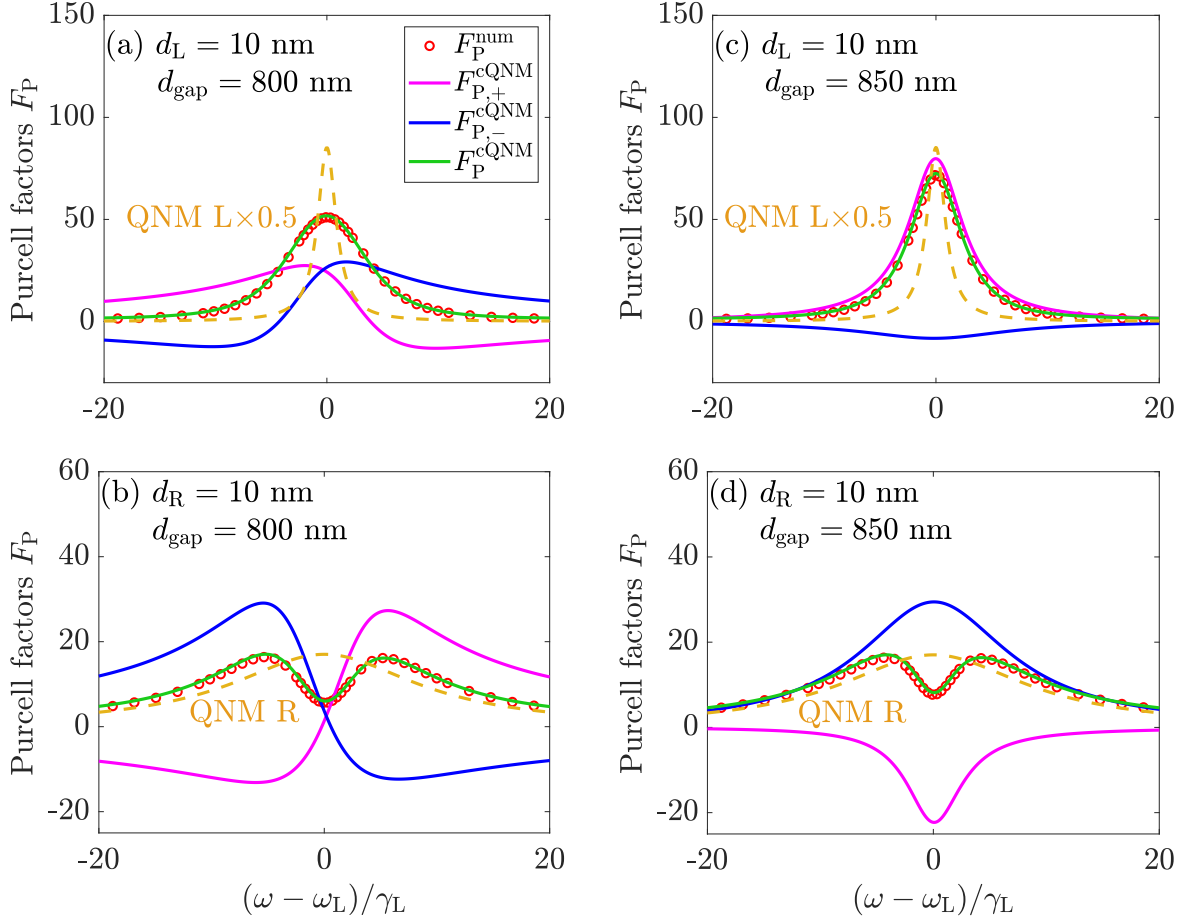 150
100
50
0
-20
0
20
Purcell factors F_P
(a) d_L = 10 nm
d_gap = 800 nm
F_P^num
F_P,+^cQNM
F_P,−^cQNM
F_P^cQNM
QNM L×0.5
150
100
50
0
-20
0
20
Purcell factors F_P
(c) d_L = 10 nm
d_gap = 850 nm
QNM L×0.5
60
40
20
0
-20
-20
0
20
Purcell factors F_P
(b) d_R = 10 nm
d_gap = 800 nm
QNM R
(ω − ω_L)/γ_L
60
40
20
0
-20
-20
0
20
Purcell factors F_P
(d) d_R = 10 nm
d_gap = 850 nm
QNM R
(ω − ω_L)/γ_L